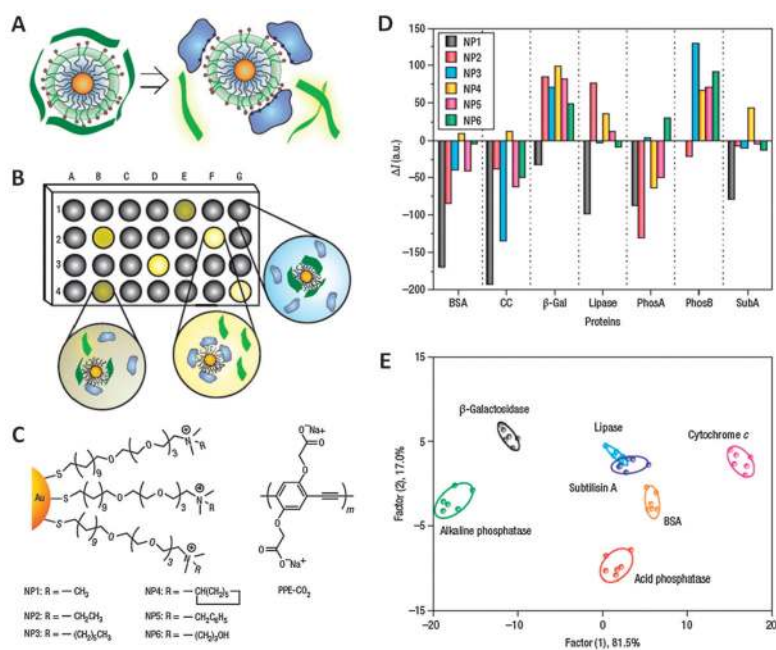 A
B
A B C D E F G
1
2
3
4
C
Au
S
9
O
O
3
N
⊕
R
S
9
O
O
3
N
⊕
R
S
9
O
O
3
N
⊕
R
NP1: R = —CH3
NP2: R = —CH2CH3
NP3: R = —(CH2)5CH3
NP4: R = —CH(CH2)5
NP5: R = —CH2C6H5
NP6: R = —(CH2)3OH
O⁻Na+
O
O
m
O
O
O⁻Na+
PPE-CO2
D
NP1
NP2
NP3
NP4
NP5
NP6
ΔI (a.u.)
150
100
50
0
−50
−100
−150
200
BSA CC β-Gal Lipase PhosA PhosB SubA
Proteins
E
Factor (2), 17.0%
15
5
−5
−15
−20 −10 0 10 20
Factor (1), 81.5%
β-Galactosidase
Lipase
Cytochrome c
Subtilisin A
Alkaline phosphatase
BSA
Acid phosphatase